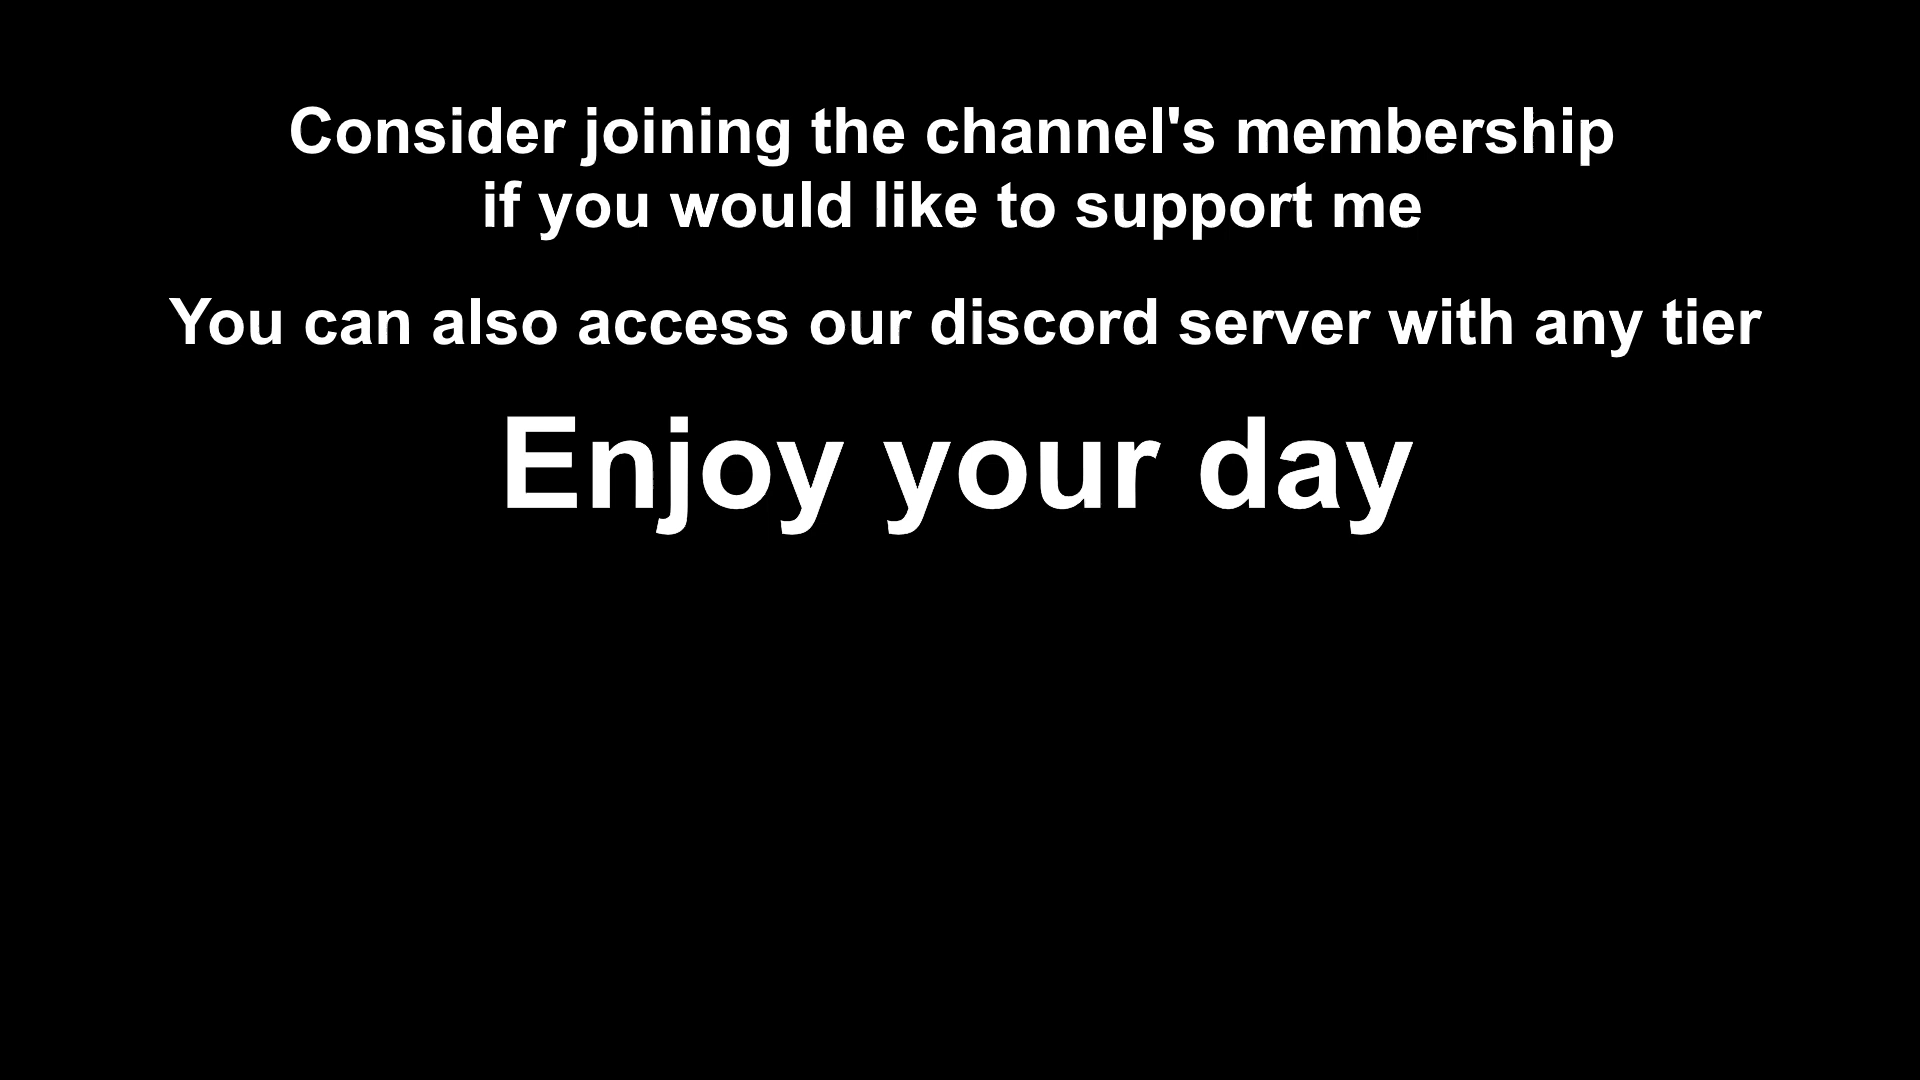 Consider joining the channel's membership
if you would like to support me
You can also access our discord server with any tier
Enjoy your day